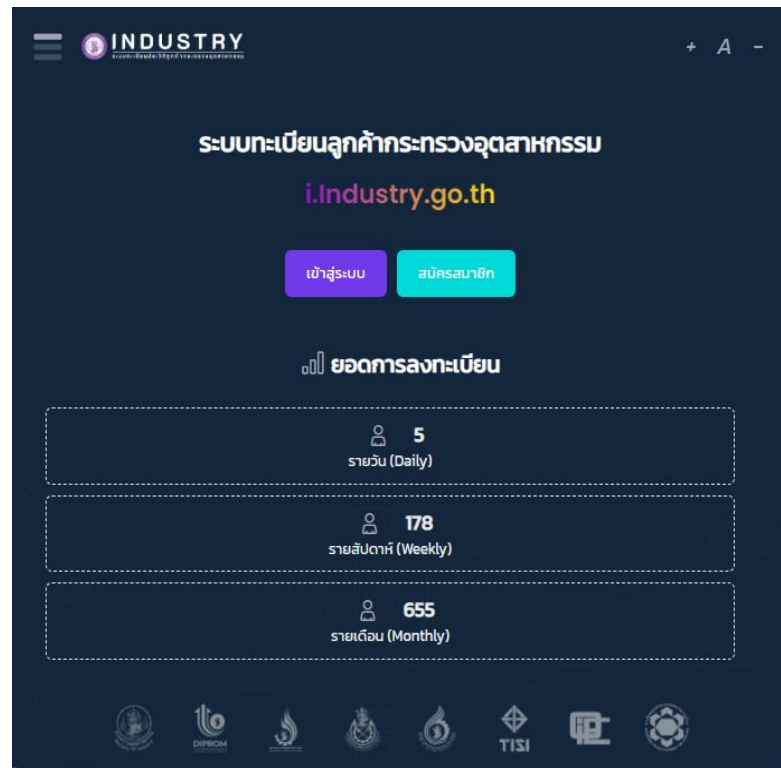 INDUSTRY
+ A -
ระบบทะเบียนลูกค้ากระทรวงอุตสาหกรรม
i.Industry.go.th
เข้าสู่ระบบ
สมัครสมาชิก
ยอดการลงทะเบียน
5
รายวัน (Daily)
178
รายสัปดาห์ (Weekly)
655
รายเดือน (Monthly)
DIPROM
TISI